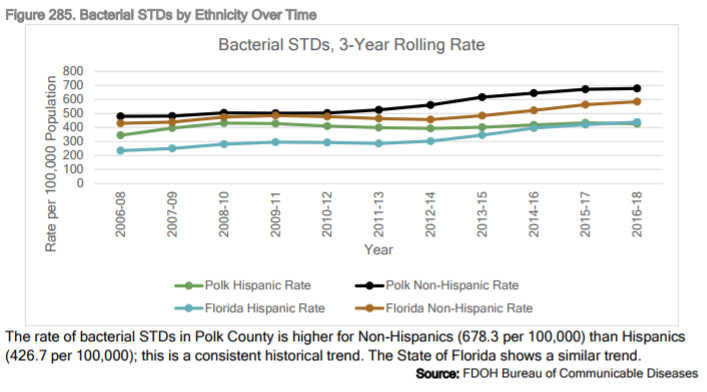 Figure 285. Bacterial STDs by Ethnicity Over Time
Bacterial STDs, 3-Year Rolling Rate
Rate per 100,000 Population
800
700
600
500
400
300
200
100
0
2006-08
2007-09
2008-10
2009-11
2010-12
2011-13
2012-14
2013-15
2014-16
2015-17
2016-18
Year
Polk Hispanic Rate
Polk Non-Hispanic Rate
Florida Hispanic Rate
Florida Non-Hispanic Rate
The rate of bacterial STDs in Polk County is higher for Non-Hispanics (678.3 per 100,000) than Hispanics
(426.7 per 100,000); this is a consistent historical trend. The State of Florida shows a similar trend.
Source: FDOH Bureau of Communicable Diseases